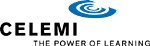 CELEMI
THE POWER OF LEARNING